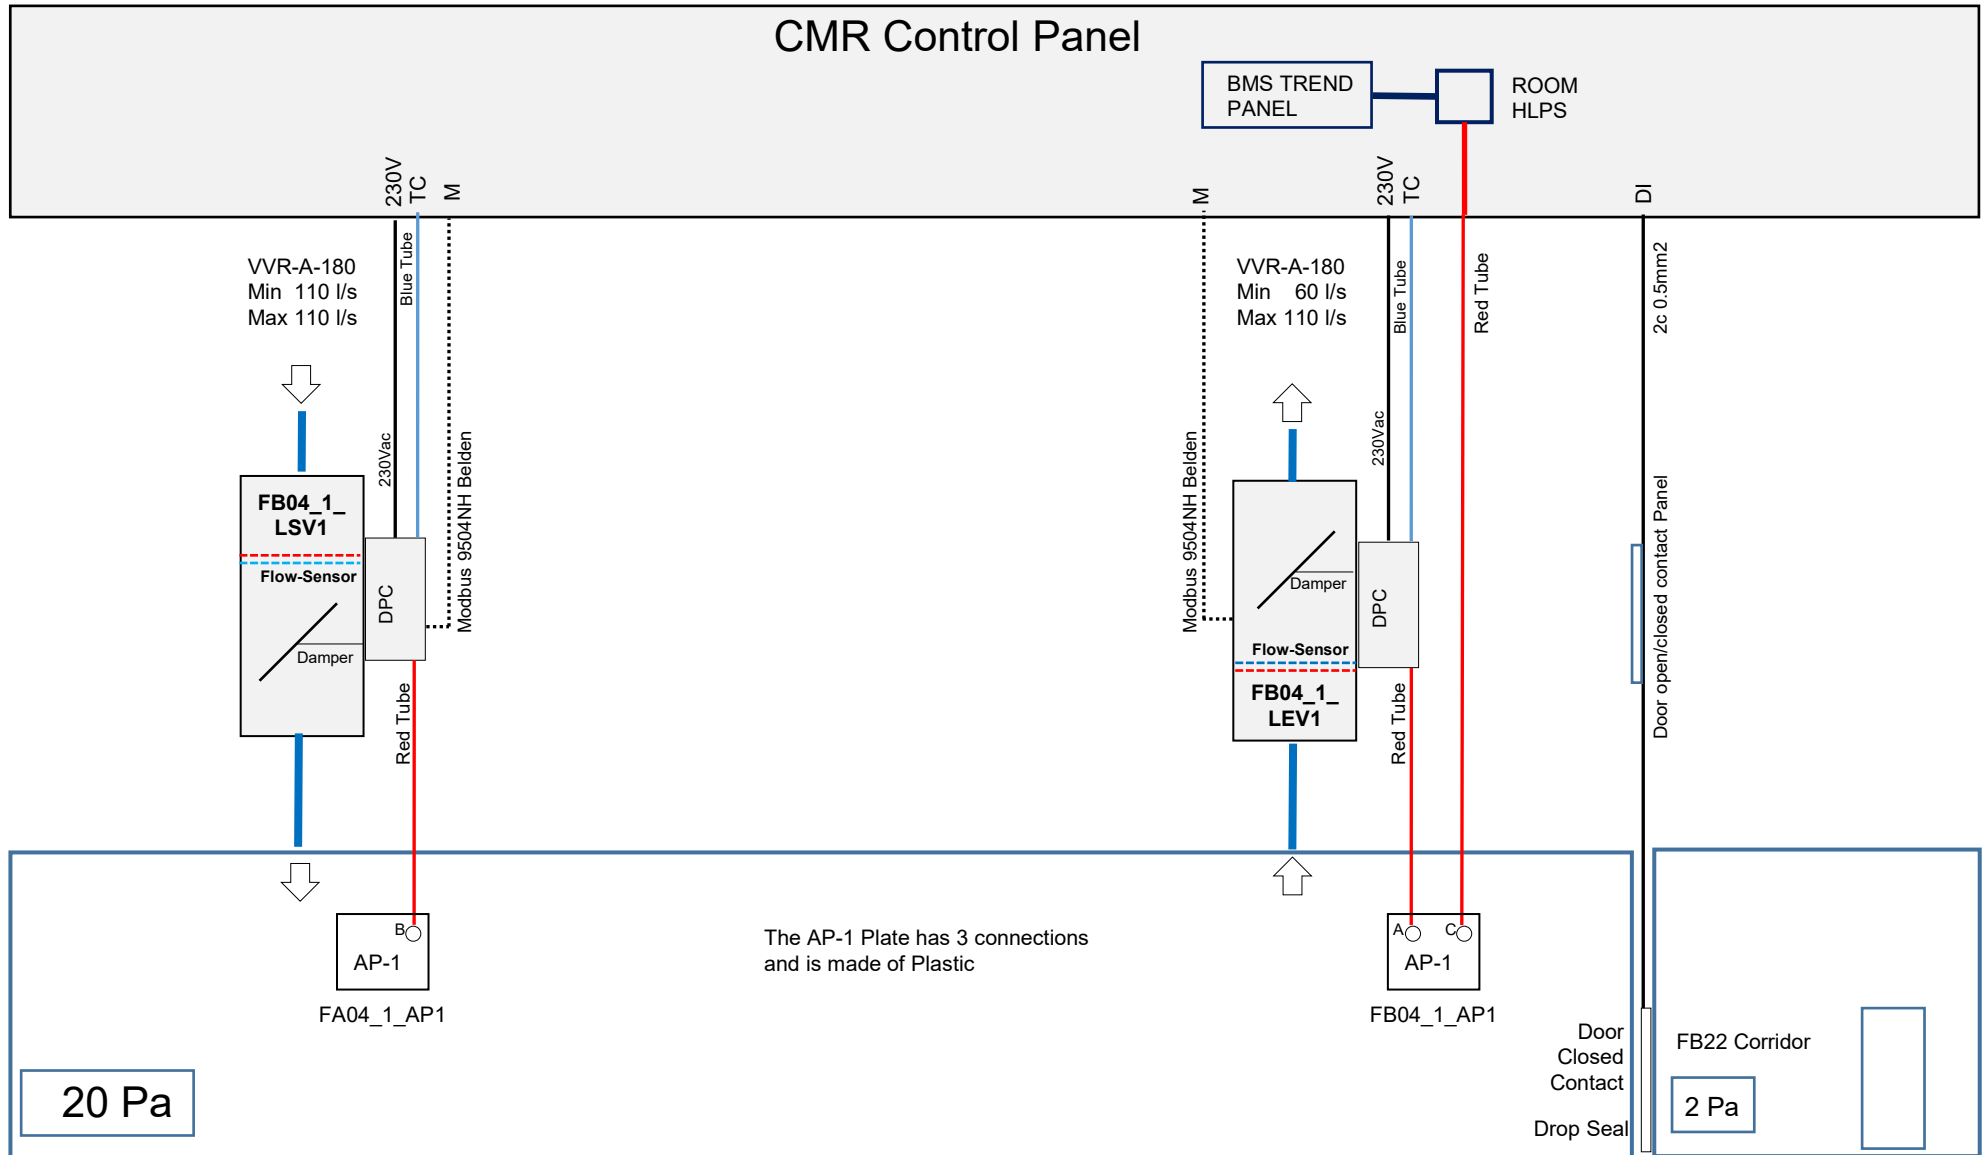 CMR Control Panel
BMS TREND
PANEL
ROOM
HLPS
230V
TC
M
M
230V
TC
DI
VVR-A-180
Min 110 l/s
Max 110 l/s
Blue Tube
230Vac
Modbus 9504NH Belden
FB04_1_
LSV1
Flow-Sensor
Damper
DPC
Red Tube
VVR-A-180
Min 60 l/s
Max 110 l/s
Blue Tube
Red Tube
230Vac
Modbus 9504NH Belden
Damper
DPC
Flow-Sensor
FB04_1_
LEV1
Red Tube
2c 0.5mm2
Door open/closed contact Panel
B
AP-1
FA04_1_AP1
The AP-1 Plate has 3 connections
and is made of Plastic
A
C
AP-1
FB04_1_AP1
20 Pa
Door
Closed
Contact
Drop Seal
FB22 Corridor
2 Pa